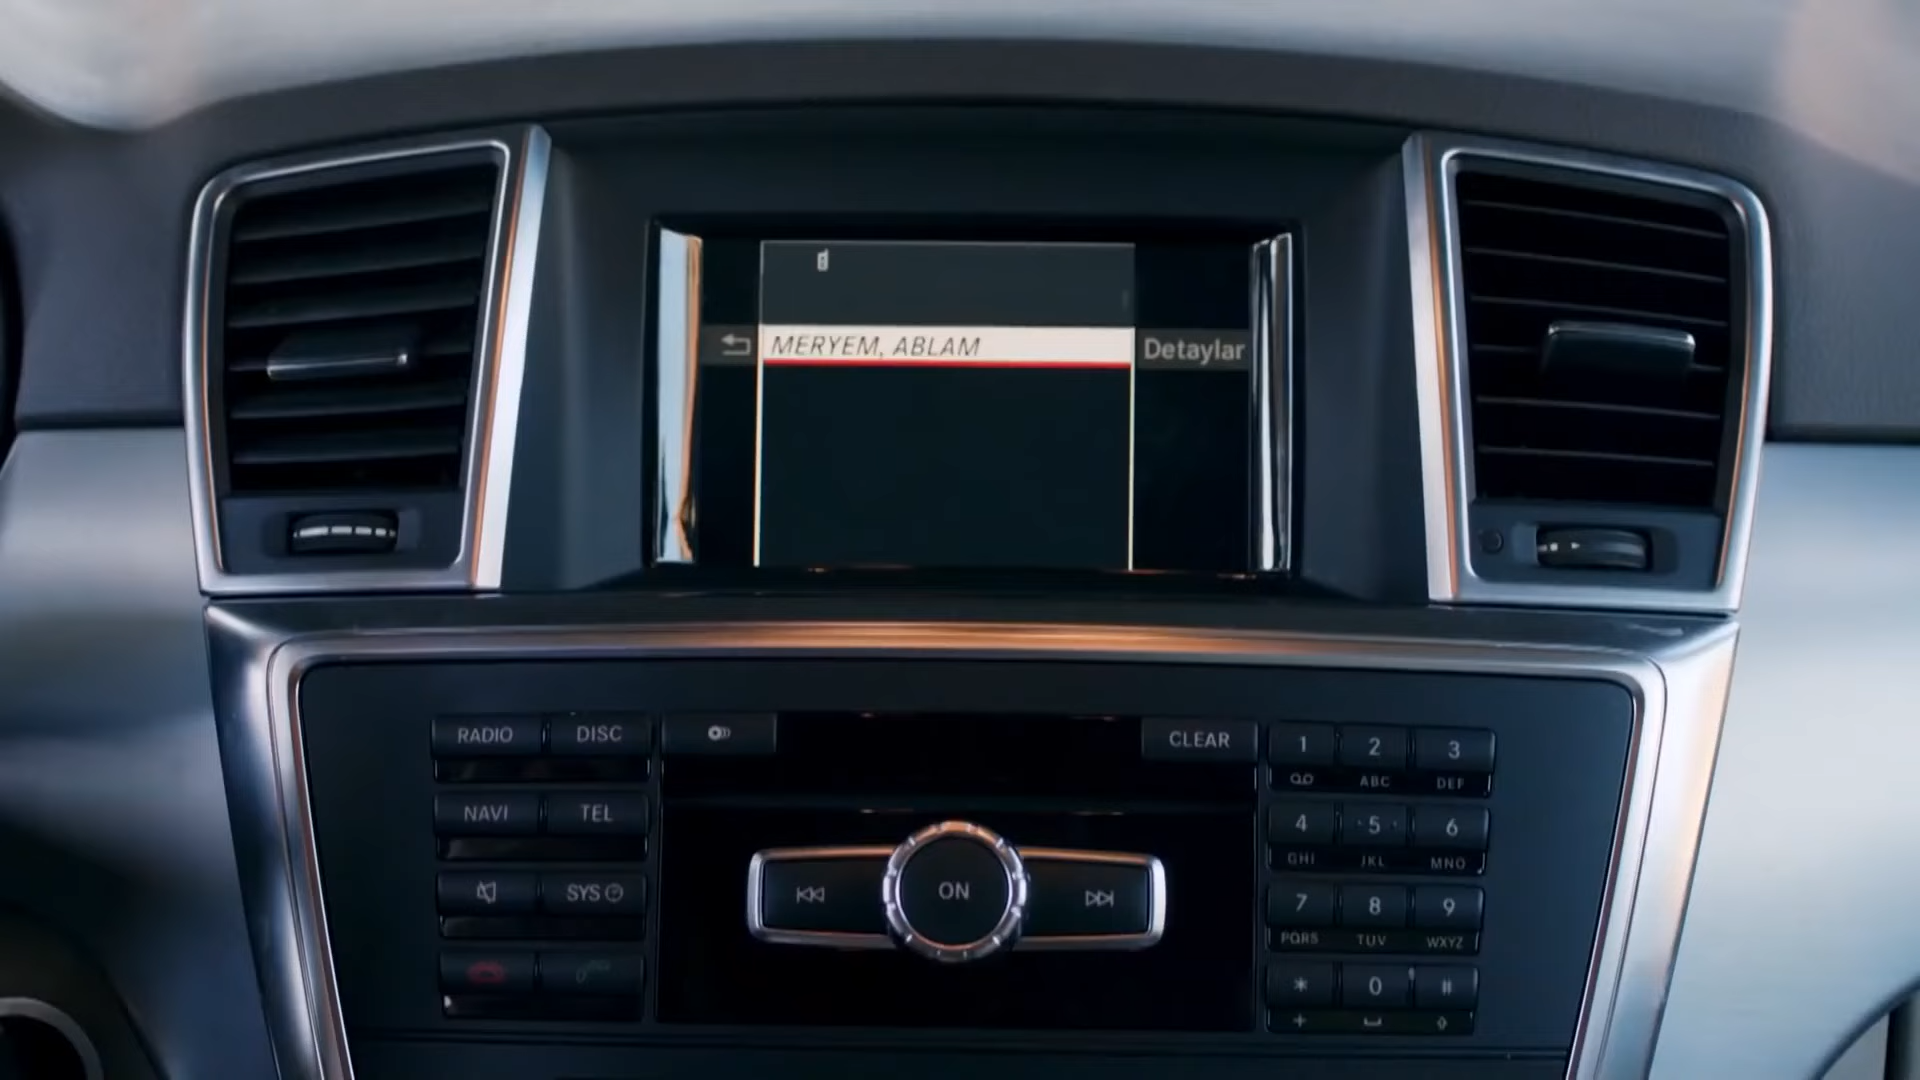 MERYEM, ABLAM
Detaylar
RADIO
DISC
CLEAR
NAVI
TEL
SYS
ON
1
2
ABC
3
DEF
4
GHI
5
JKL
6
MNO
7
PQRS
8
TUV
9
WXYZ
*
+
0
#